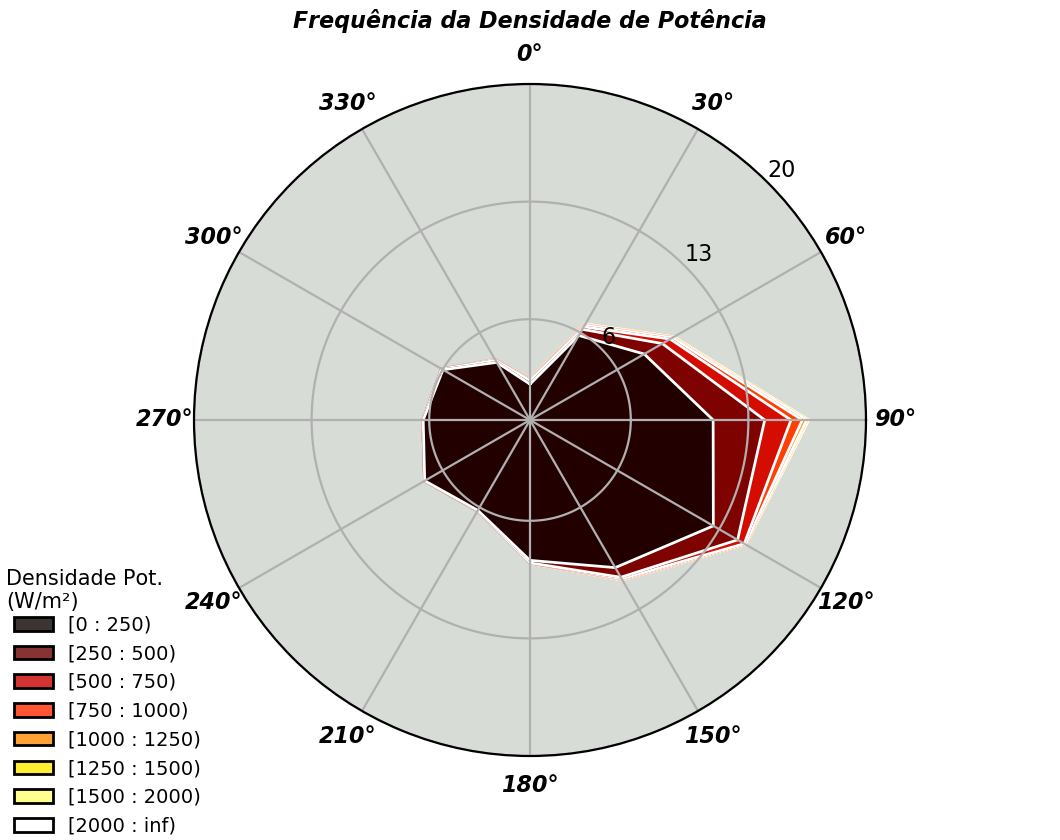 Frequência da Densidade de Potência
0°
30°
60°
90°
120°
150°
180°
210°
240°
270°
300°
330°
6
13
20
Densidade Pot.
(W/m²)
[0 : 250)
[250 : 500)
[500 : 750)
[750 : 1000)
[1000 : 1250)
[1250 : 1500)
[1500 : 2000)
[2000 : inf)